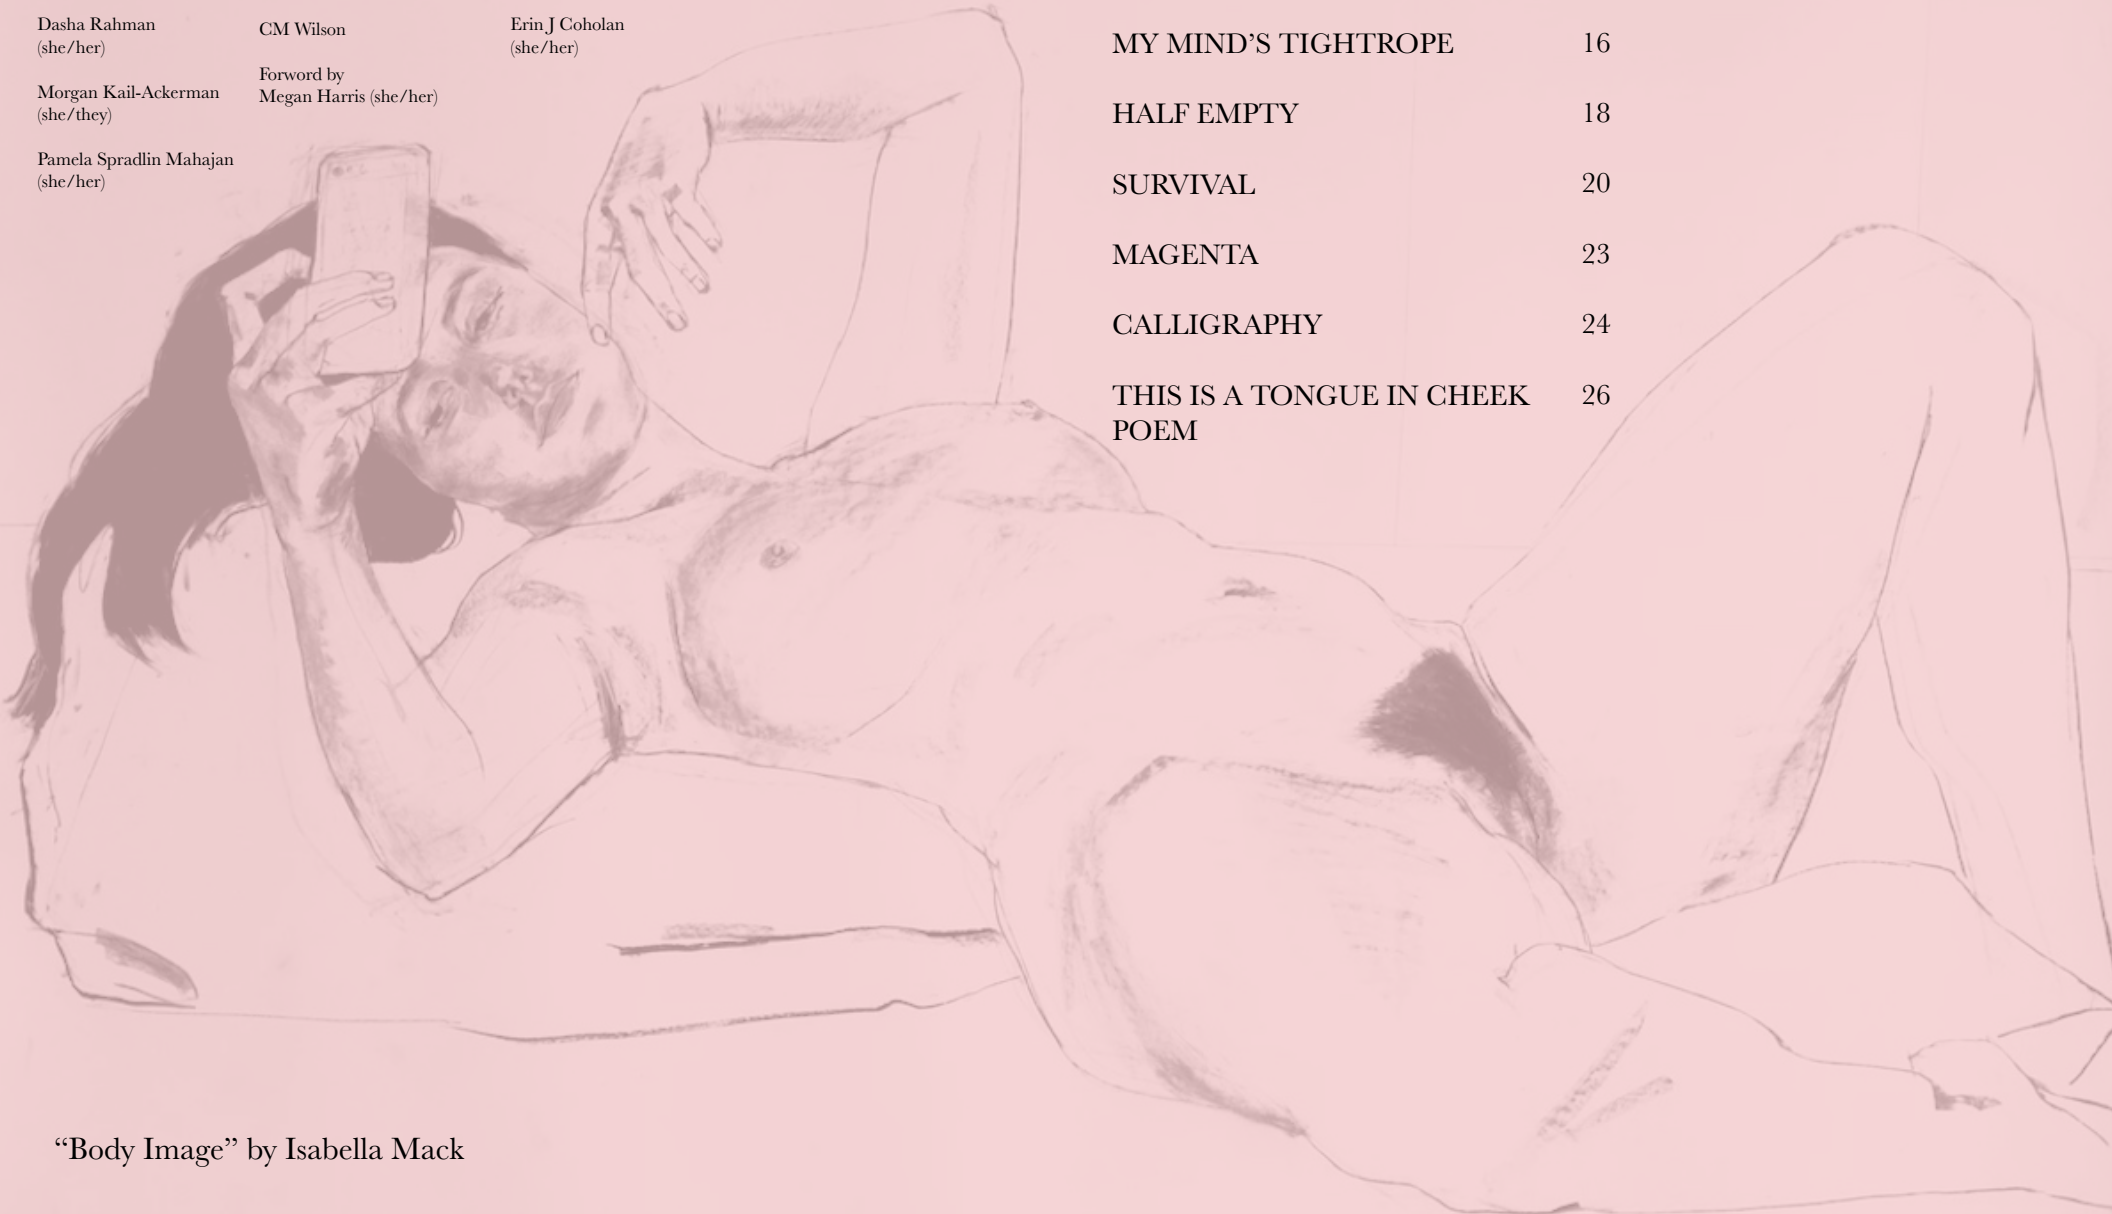 Dasha Rahman
(she/her)
Morgan Kail-Ackerman
(she/they)
Pamela Spradlin Mahajan
(she/her)
CM Wilson
Forword by
Megan Harris (she/her)
Erin J Coholan
(she/her)
MY MIND’S TIGHTROPE 16
HALF EMPTY 18
SURVIVAL 20
MAGENTA 23
CALLIGRAPHY 24
THIS IS A TONGUE IN CHEEK 26
POEM
“Body Image” by Isabella Mack